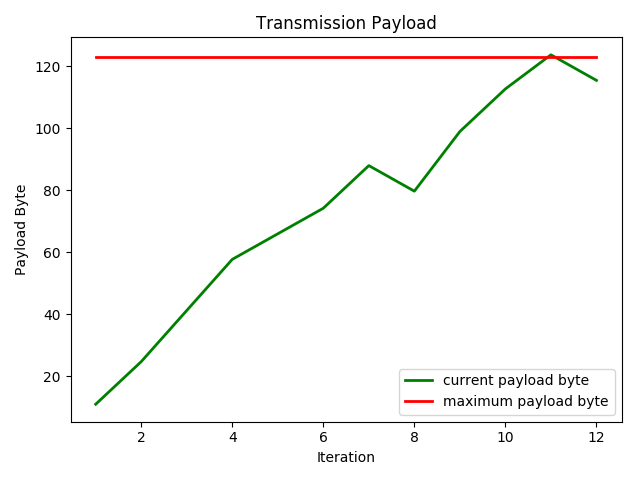 Transmission Payload
Payload Byte
120
100
80
60
40
20
2 4 6 8 10 12
Iteration
current payload byte
maximum payload byte